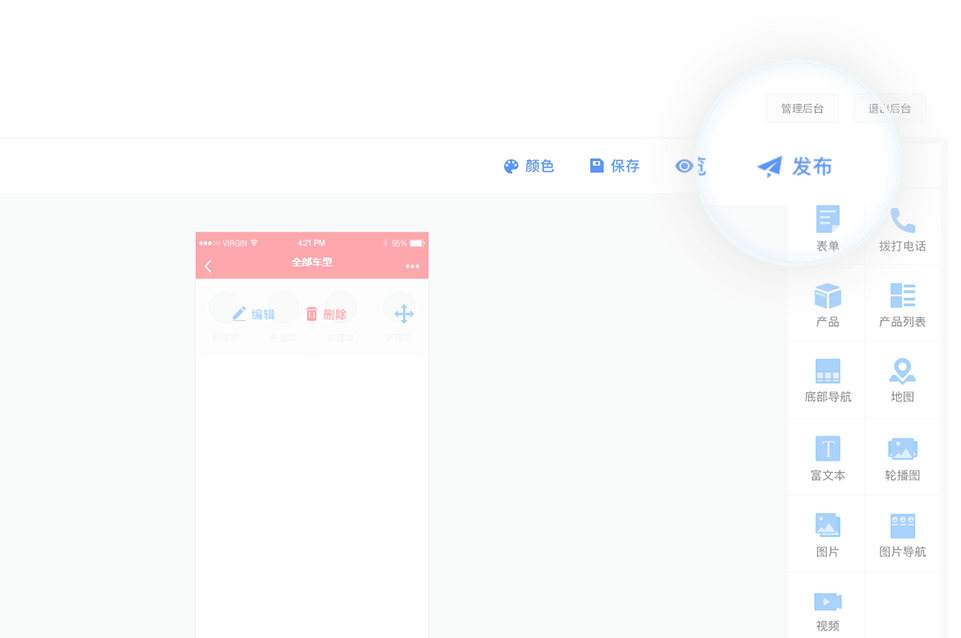 管理后台 退出后台
颜色 保存 览 发布
●●●○○ VIRGIN 4:21 PM 95%
全部车型
编辑 删除
表单 拨打电话
产品 产品列表
底部导航 地图
富文本 轮播图
图片 图片导航
视频